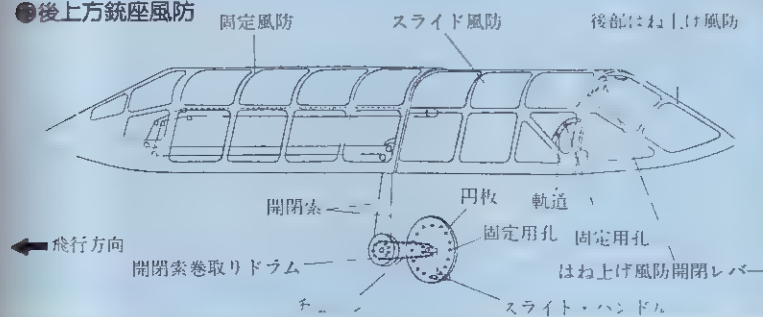 後上方銃座風防
固定風防
スライド風防
後部はね上げ風防
開閉索
円板
軌道
飛行方向
固定用孔
固定用孔
開閉索巻取りドラム
はね上げ風防開閉レバー
スライド・ハンドル